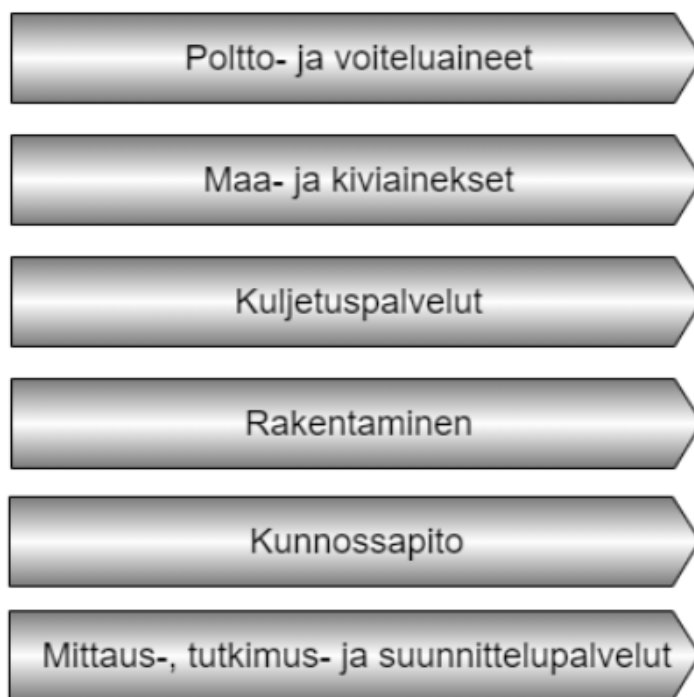 Poltto- ja voiteluaineet
Maa- ja kiviainekset
Kuljetuspalvelut
Rakentaminen
Kunnossapito
Mittaus-, tutkimus- ja suunnittelupalvelut